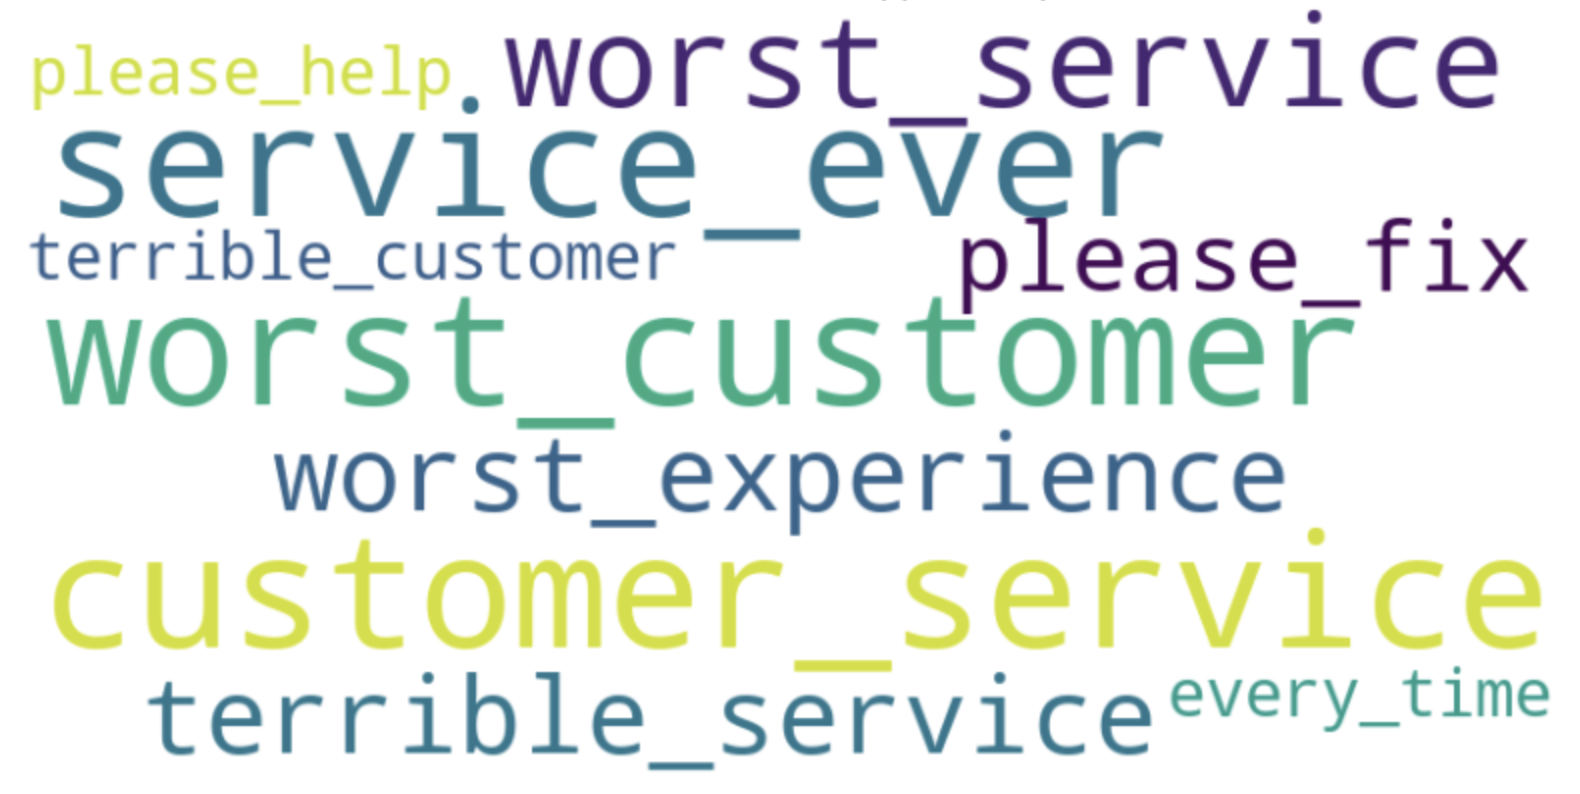 please_help worst_service
service_ever
terrible_customer please_fix
worst_customer
worst_experience
customer_service
terrible_service every_time